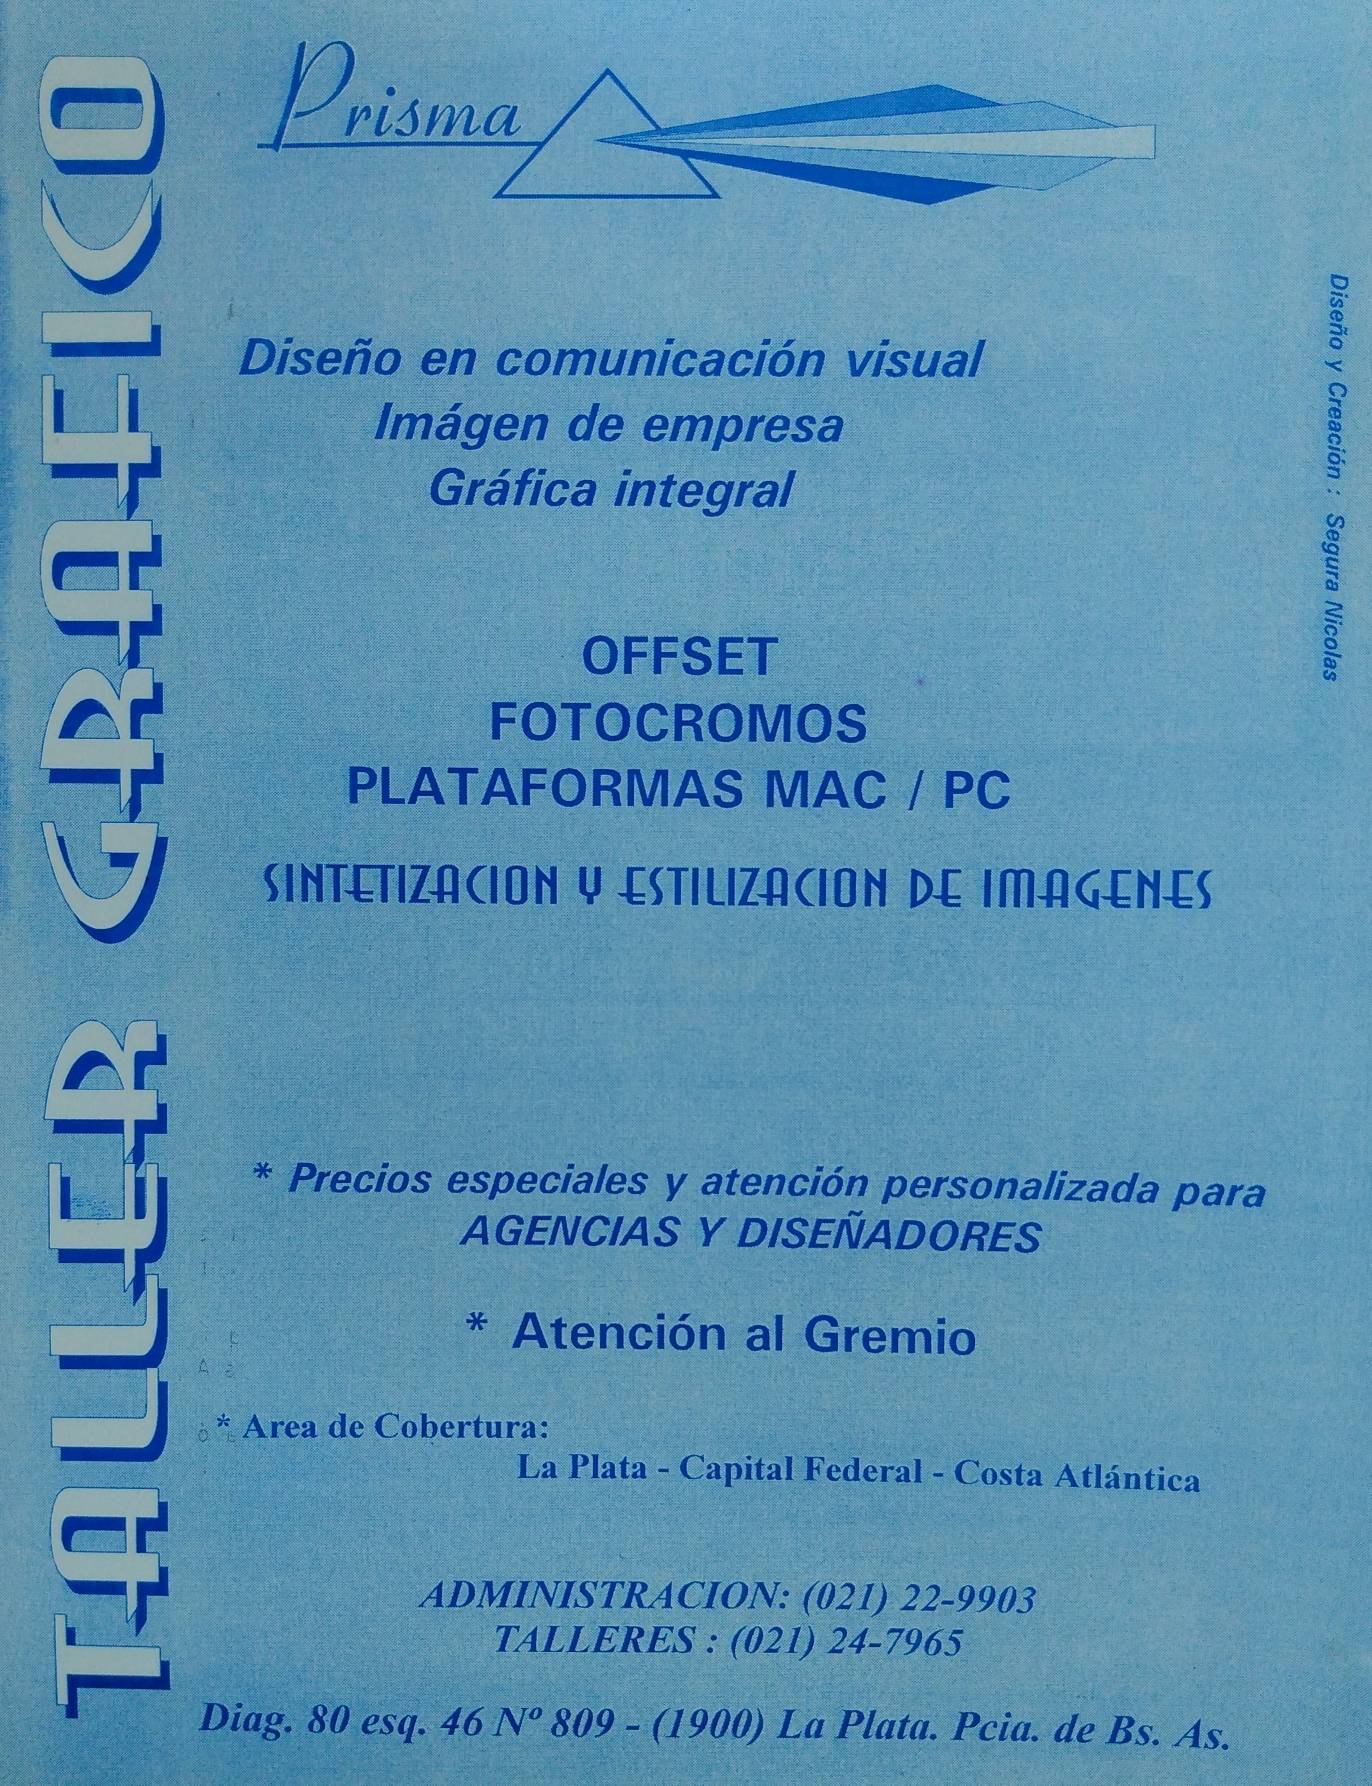 TALLER GRAFICO
Prisma
Diseño en comunicación visual
Imágen de empresa
Gráfica integral
OFFSET
FOTOCROMOS
PLATAFORMAS MAC / PC
SINTETIZACION Y ESTILIZACION DE IMAGENES
* Precios especiales y atención personalizada para
AGENCIAS Y DISEÑADORES
* Atención al Gremio
* Area de Cobertura:
La Plata - Capital Federal - Costa Atlántica
ADMINISTRACION: (021) 22-9903
TALLERES : (021) 24-7965
Diag. 80 esq. 46 Nº 809 - (1900) La Plata. Pcia. de Bs. As.
Diseño y Creación : Segura Nicolas